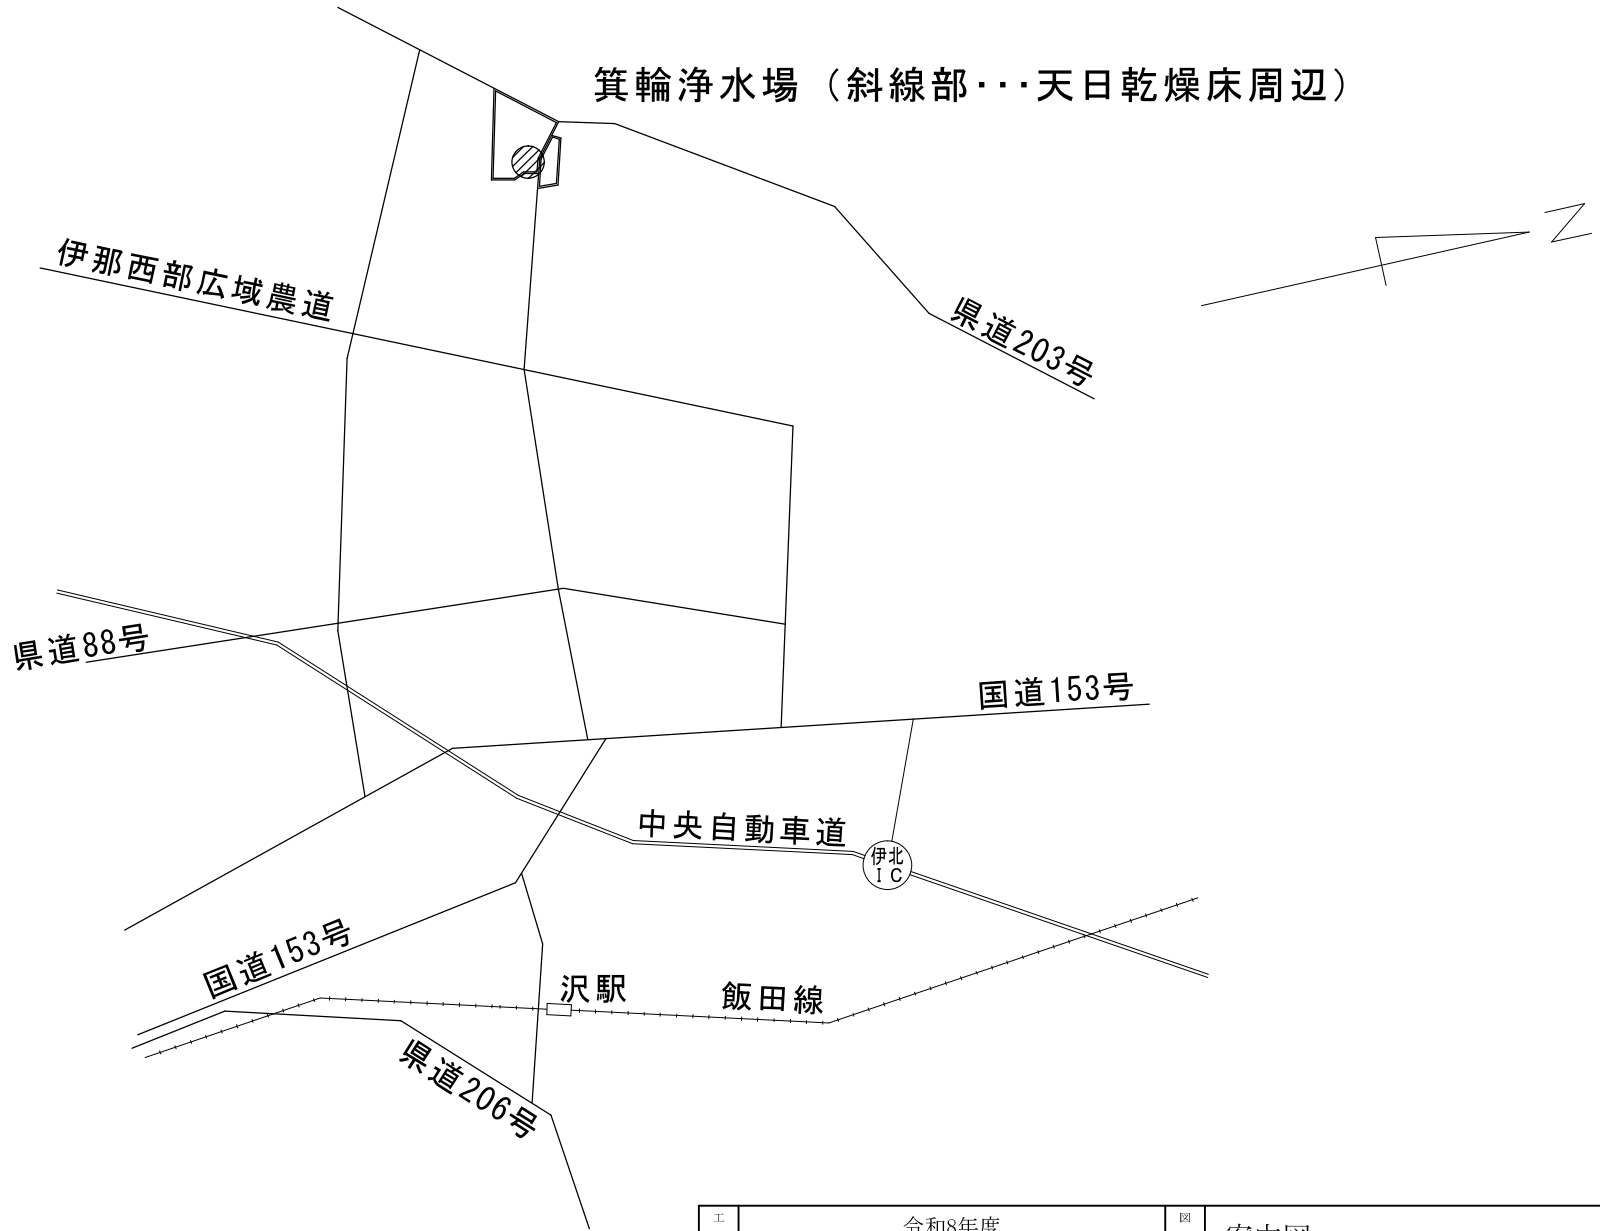 箕輪浄水場（斜線部･･･天日乾燥床周辺）
伊那西部広域農道
県道203号
県道88号
国道153号
中央自動車道
伊北
ＩＣ
国道153号
沢駅
飯田線
県道206号
工
令和8年度
図